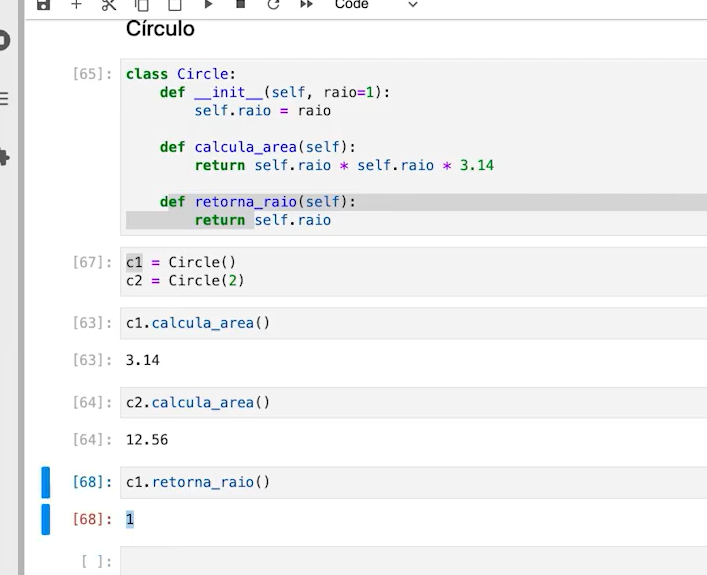 Code
Círculo
[65]: class Circle:
def __init__(self, raio=1):
self.raio = raio
def calcula_area(self):
return self.raio * self.raio * 3.14
def retorna_raio(self):
return self.raio
[67]: c1 = Circle()
c2 = Circle(2)
[63]: c1.calcula_area()
[63]: 3.14
[64]: c2.calcula_area()
[64]: 12.56
[68]: c1.retorna_raio()
[68]: 1
[ ]: